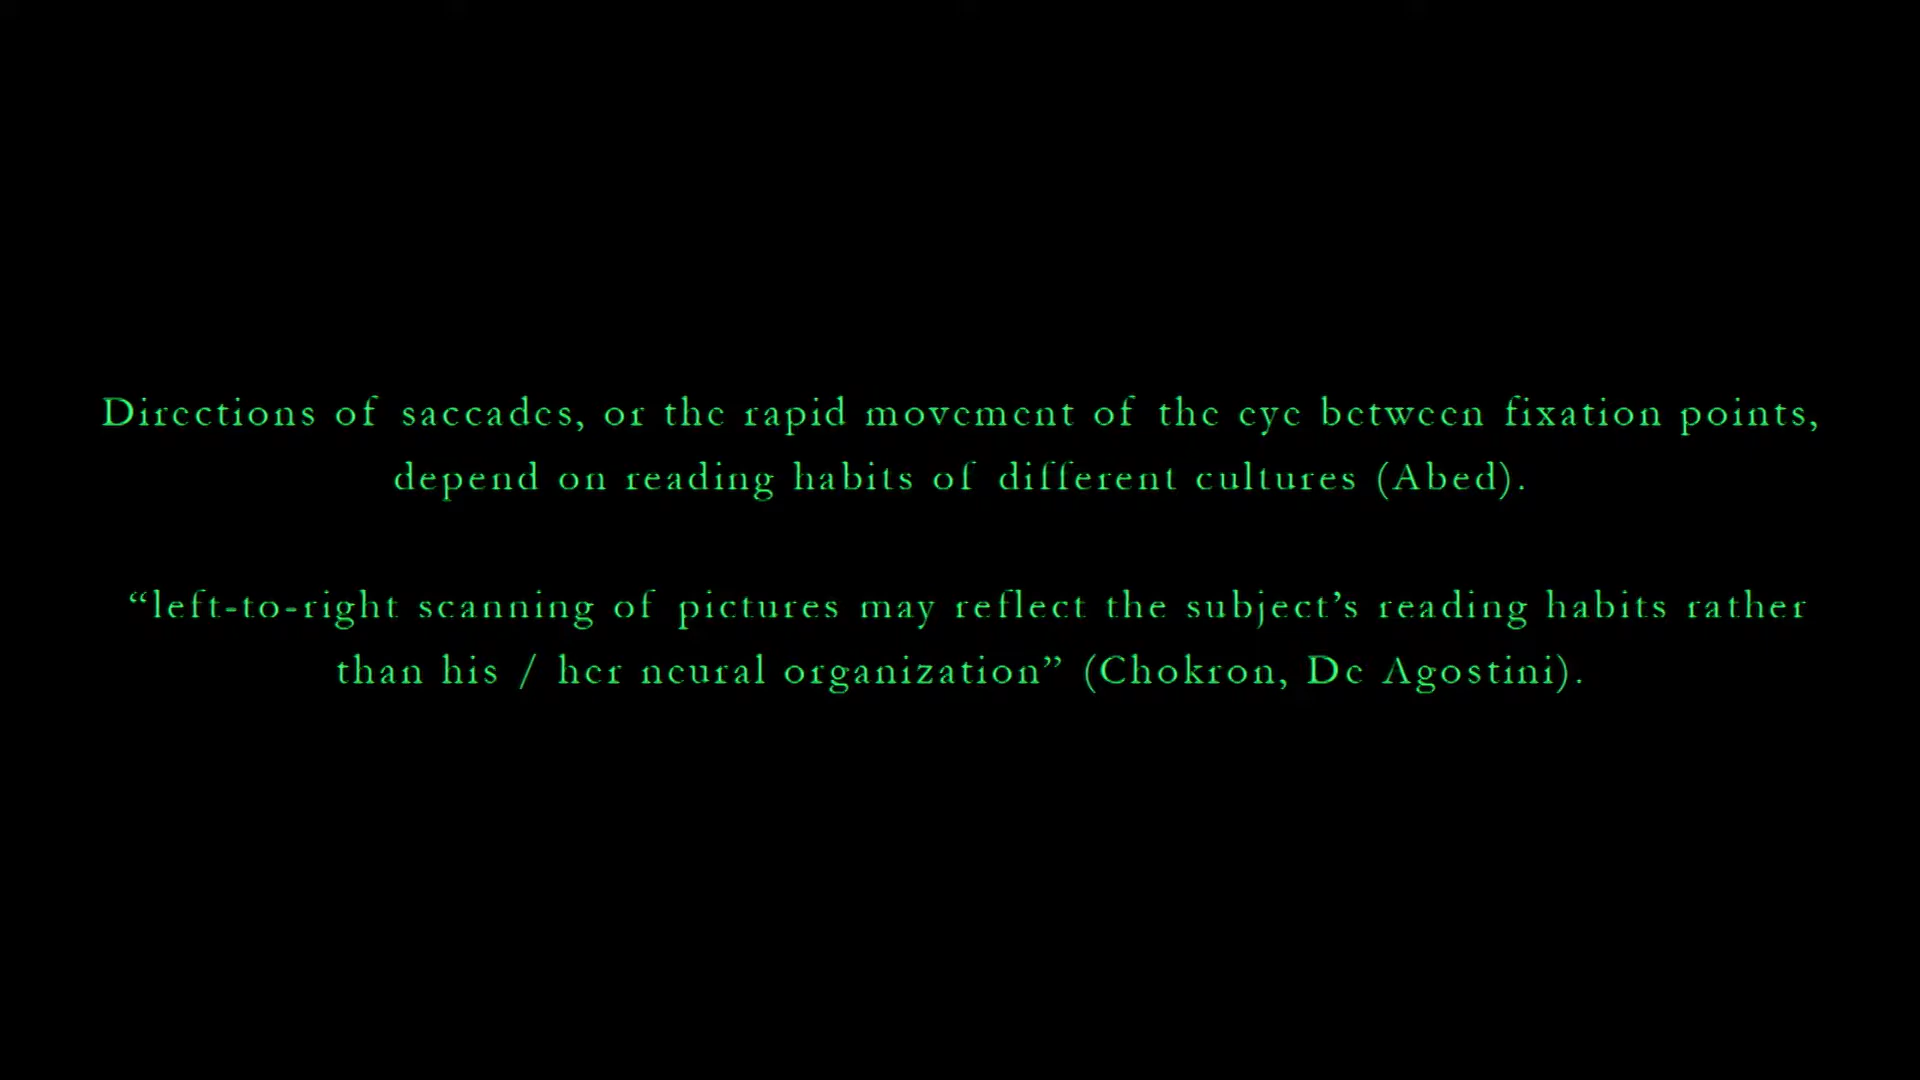 Directions of saccades, or the rapid movement of the eye between fixation points,
depend on reading habits of different cultures (Abed).
“left-to-right scanning of pictures may reflect the subject’s reading habits rather
than his / her neural organization” (Chokron, De Agostini).